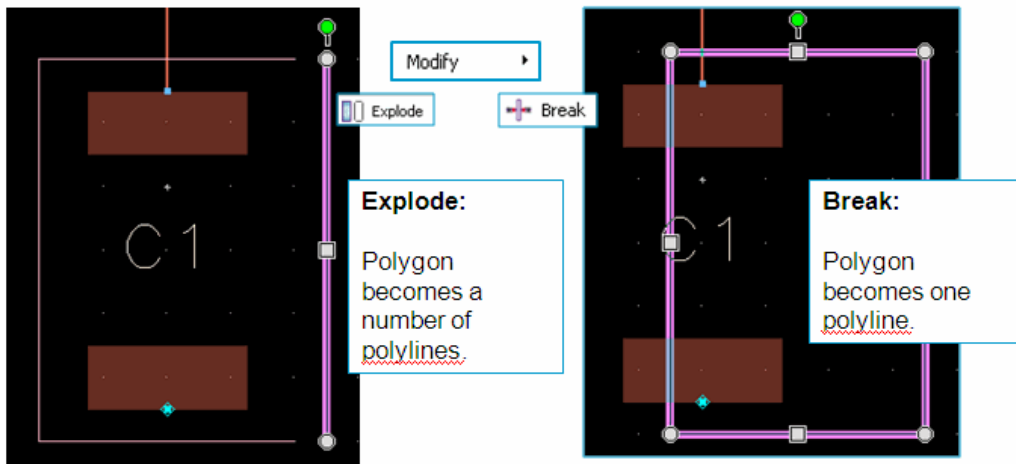 Modify
Explode
Break
Explode:
Polygon
becomes a
number of
polylines.
C1
Break:
Polygon
becomes one
polyline.
C1